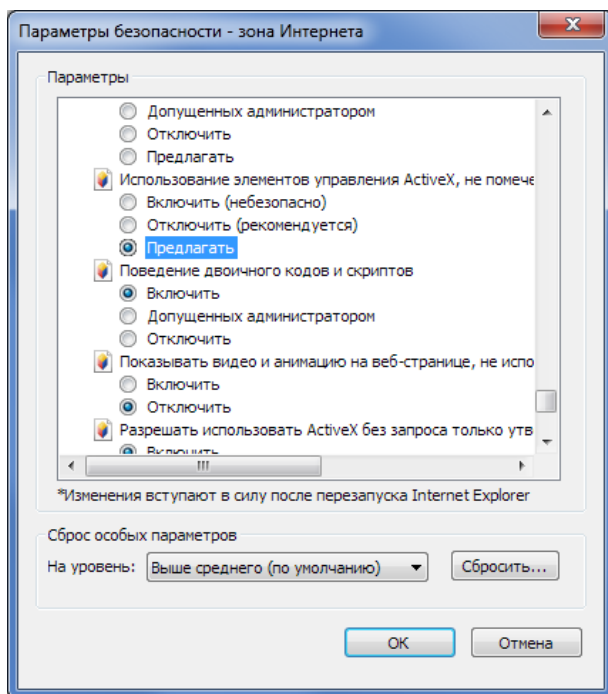 Параметры безопасности - зона Интернета
Параметры
Допущенных администратором
Отключить
Предлагать
Использование элементов управления ActiveX, не помече
Включить (небезопасно)
Отключить (рекомендуется)
Предлагать
Поведение двоичного кодов и скриптов
Включить
Допущенных администратором
Отключить
Показывать видео и анимацию на веб-странице, не испо
Включить
Отключить
Разрешать использовать ActiveX без запроса только утв
Включить
*Изменения вступают в силу после перезапуска Internet Explorer
Сброс особых параметров
На уровень: Выше среднего (по умолчанию) Сбросить...
ОК Отмена